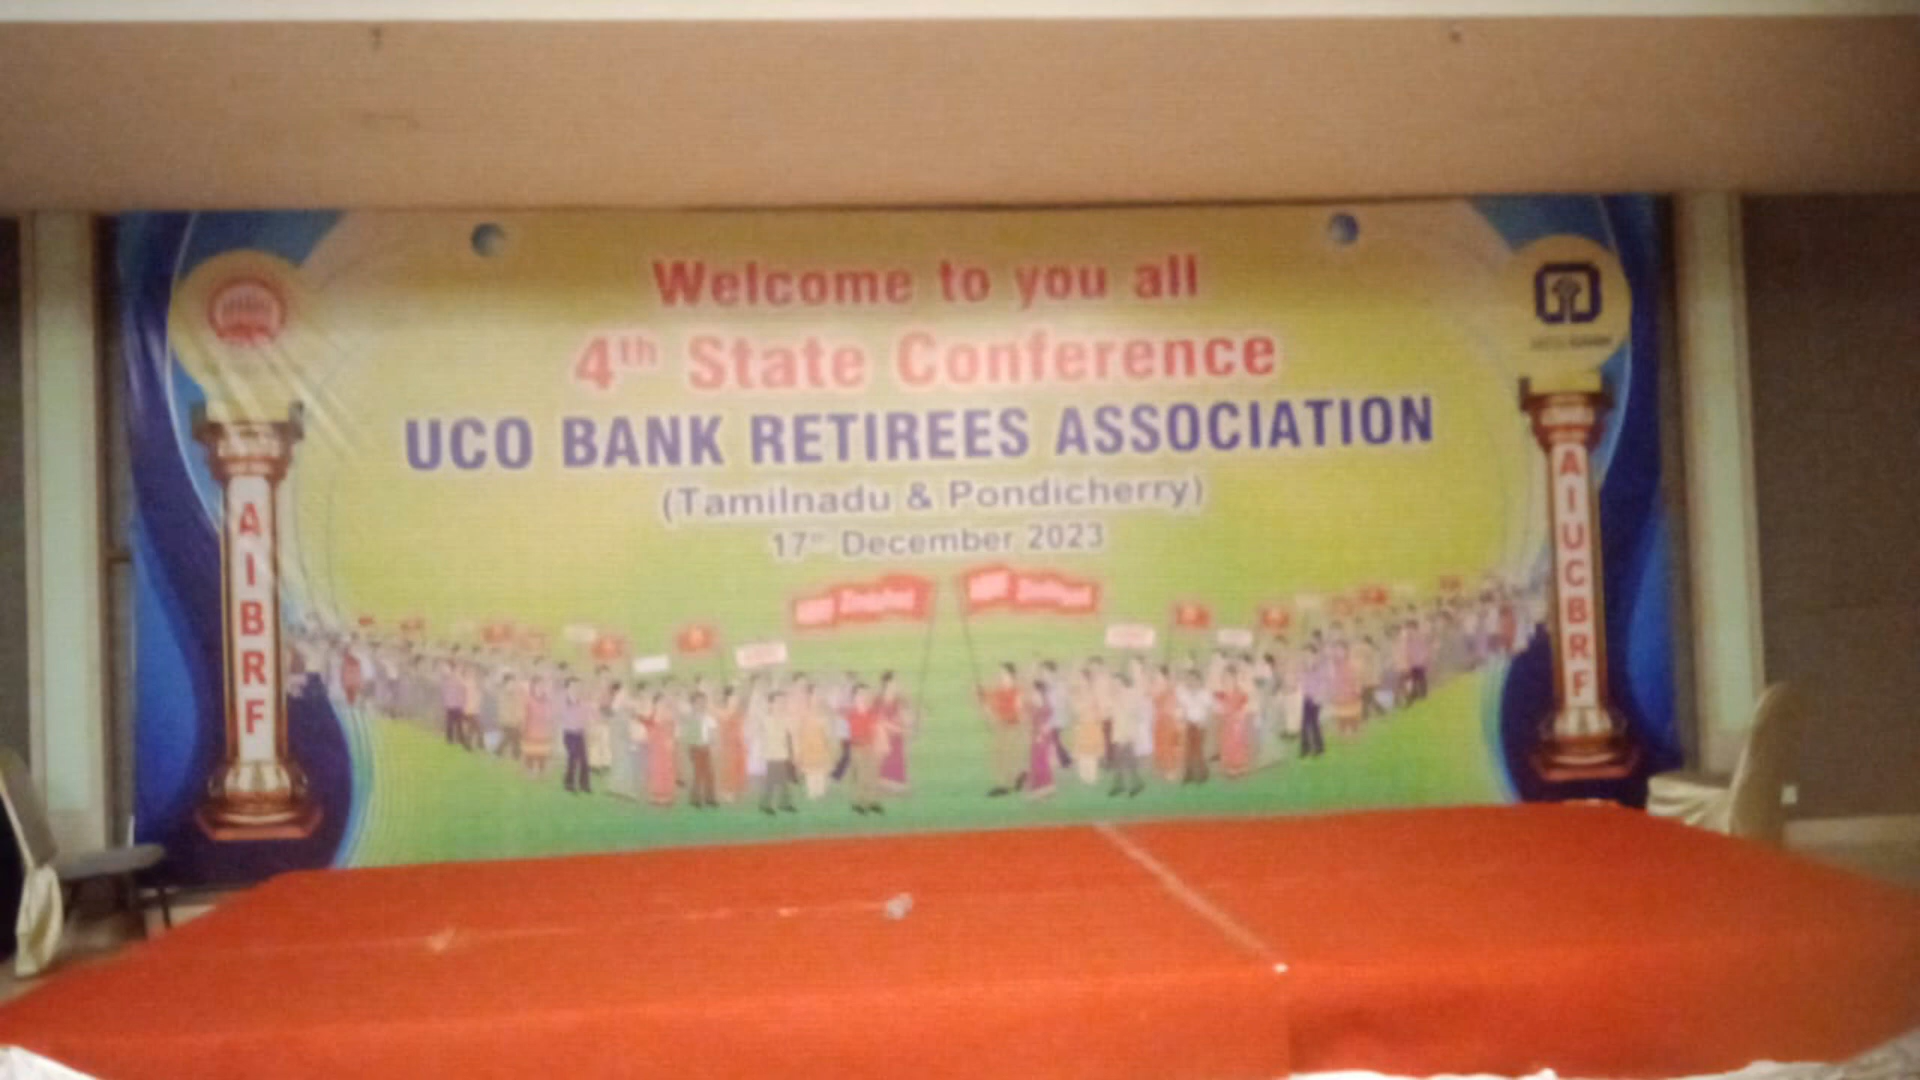 Welcome to you all
4th State Conference
UCO BANK RETIREES ASSOCIATION
(Tamilnadu & Pondicherry)
17th December 2023
AIBRF
AIUCBRF